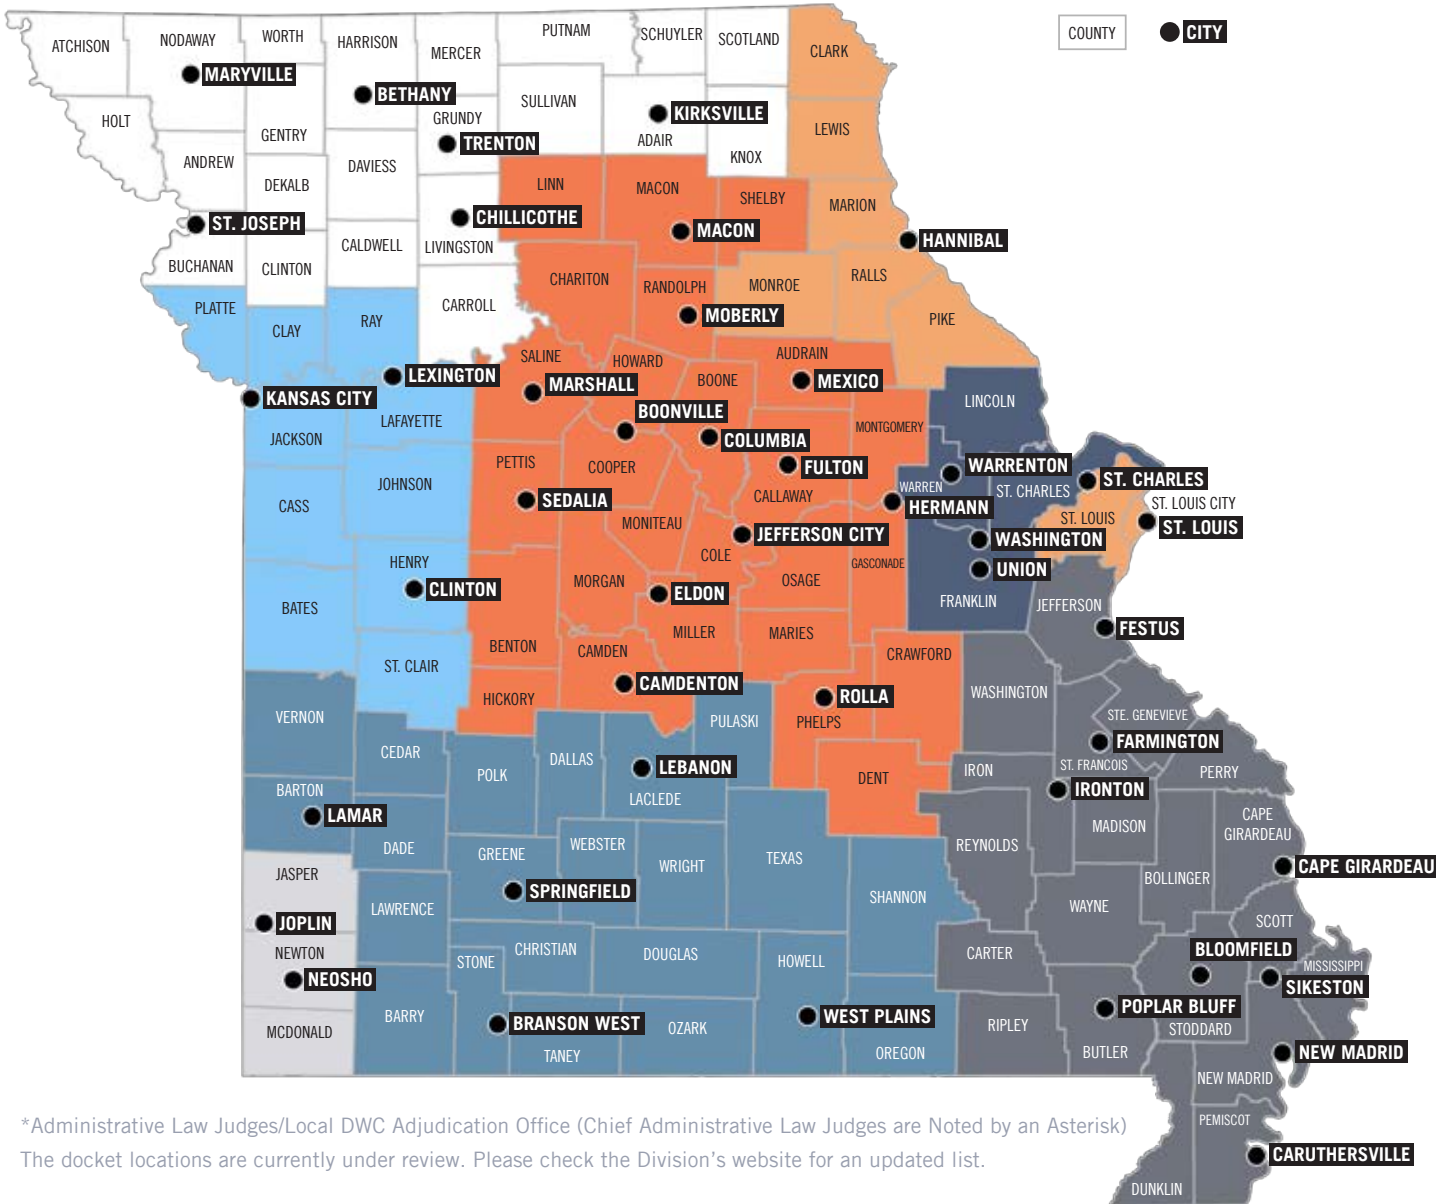 COUNTY
CITY
ATCHISON
NODAWAY
WORTH
HARRISON
MERCER
PUTNAM
SCHUYLER
SCOTLAND
CLARK
MARYVILLE
BETHANY
HOLT
GENTRY
GRUNDY
TRENTON
SULLIVAN
KIRKSVILLE
ADAIR
KNOX
LEWIS
ANDREW
DEKALB
DAVIESS
LINN
MACON
SHELBY
MARION
ST. JOSEPH
CHILLICOTHE
MACON
HANNIBAL
BUCHANAN
CLINTON
CALDWELL
LIVINGSTON
CHARITON
RANDOLPH
MONROE
RALLS
PLATTE
CLAY
RAY
CARROLL
MOBERLY
PIKE
SALINE
HOWARD
AUDRAIN
LEXINGTON
MARSHALL
BOONE
MEXICO
KANSAS CITY
LAFAYETTE
BOONVILLE
LINCOLN
JACKSON
COLUMBIA
MONTGOMERY
PETTIS
COOPER
FULTON
WARRENTON
JOHNSON
CASS
SEDALIA
CALLAWAY
WARREN
ST. CHARLES
ST. CHARLES
HERMANN
ST. LOUIS CITY
ST. LOUIS
ST. LOUIS
MONITEAU
JEFFERSON CITY
WASHINGTON
HENRY
COLE
GASCONADE
UNION
CLINTON
MORGAN
ELDON
OSAGE
FRANKLIN
JEFFERSON
BATES
FESTUS
BENTON
CAMDEN
MILLER
MARIES
CRAWFORD
ST. CLAIR
CAMDENTON
ROLLA
WASHINGTON
HICKORY
VERNON
PULASKI
PHELPS
STE. GENEVIEVE
FARMINGTON
CEDAR
POLK
DALLAS
LEBANON
DENT
IRON
ST. FRANCOIS
PERRY
BARTON
LACLEDE
IRONTON
LAMAR
MADISON
CAPE
GIRARDEAU
DADE
GREENE
WEBSTER
WRIGHT
TEXAS
REYNOLDS
JASPER
SPRINGFIELD
SHANNON
BOLLINGER
CAPE GIRARDEAU
LAWRENCE
WAYNE
JOPLIN
SCOTT
NEWTON
STONE
CHRISTIAN
DOUGLAS
HOWELL
CARTER
BLOOMFIELD
MISSISSIPPI
NEOSHO
SIKESTON
BARRY
BRANSON WEST
OZARK
WEST PLAINS
RIPLEY
POPLAR BLUFF
STODDARD
MCDONALD
TANEY
OREGON
BUTLER
NEW MADRID
NEW MADRID
PEMISCOT
CARUTHERSVILLE
DUNKLIN
*Administrative Law Judges/Local DWC Adjudication Office (Chief Administrative Law Judges are Noted by an Asterisk)
The docket locations are currently under review. Please check the Division's website for an updated list.